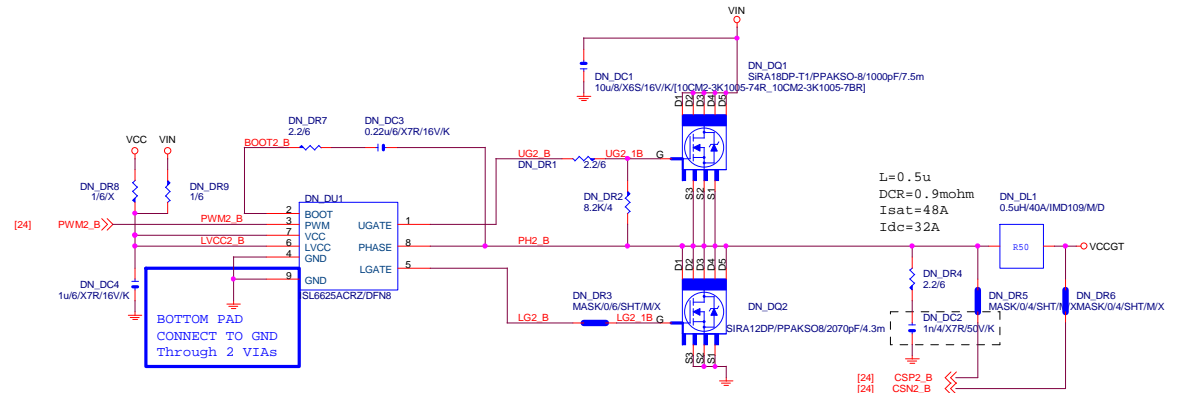 VIN
DN_DC1
10u/8/X6S/16V/K/[10CM2-3K1005-74R_10CM2-3K1005-7BR]
DN_DQ1
SiRA18DP-T1/PPAKSO-8/1000pF/7.5m
D1
D2
D3
D4
D5
G
S3
S2
S1
DN_DR7
2.2/6
DN_DC3
0.22u/6/X7R/16V/K
VCC
VIN
BOOT2_B
UG2_B
DN_DR1
2.2/6
UG2_1B
DN_DR8
1/6/X
DN_DR9
1/6
DN_DU1
DN_DR2
8.2K/4
L=0.5u
DCR=0.9mohm
Isat=48A
Idc=32A
DN_DL1
0.5uH/40A/IMD109/M/D
[24]
PWM2_B
PWM2_B
LVCC2_B
2
3
7
6
4
9
BOOT
PWM
VCC
LVCC
GND
GND
UGATE
PHASE
LGATE
1
8
5
PH2_B
R50
VCCGT
ISL6625ACRZ/DFN8
DN_DC4
1u/6/X7R/16V/K
BOTTOM PAD
CONNECT TO GND
Through 2 VIAs
LG2_B
DN_DR3
MASK/0/6/SHT/M/X
LG2_1B
D1
D2
D3
D4
D5
G
S3
S2
S1
DN_DQ2
SIRA12DP/PPAKSO8/2070pF/4.3m
DN_DR4
2.2/6
DN_DC2
1n/4/X7R/50V/K
DN_DR5
MASK/0/4/SHT/M/X
DN_DR6
MASK/0/4/SHT/M/X
[24]
CSP2_B
[24]
CSN2_B